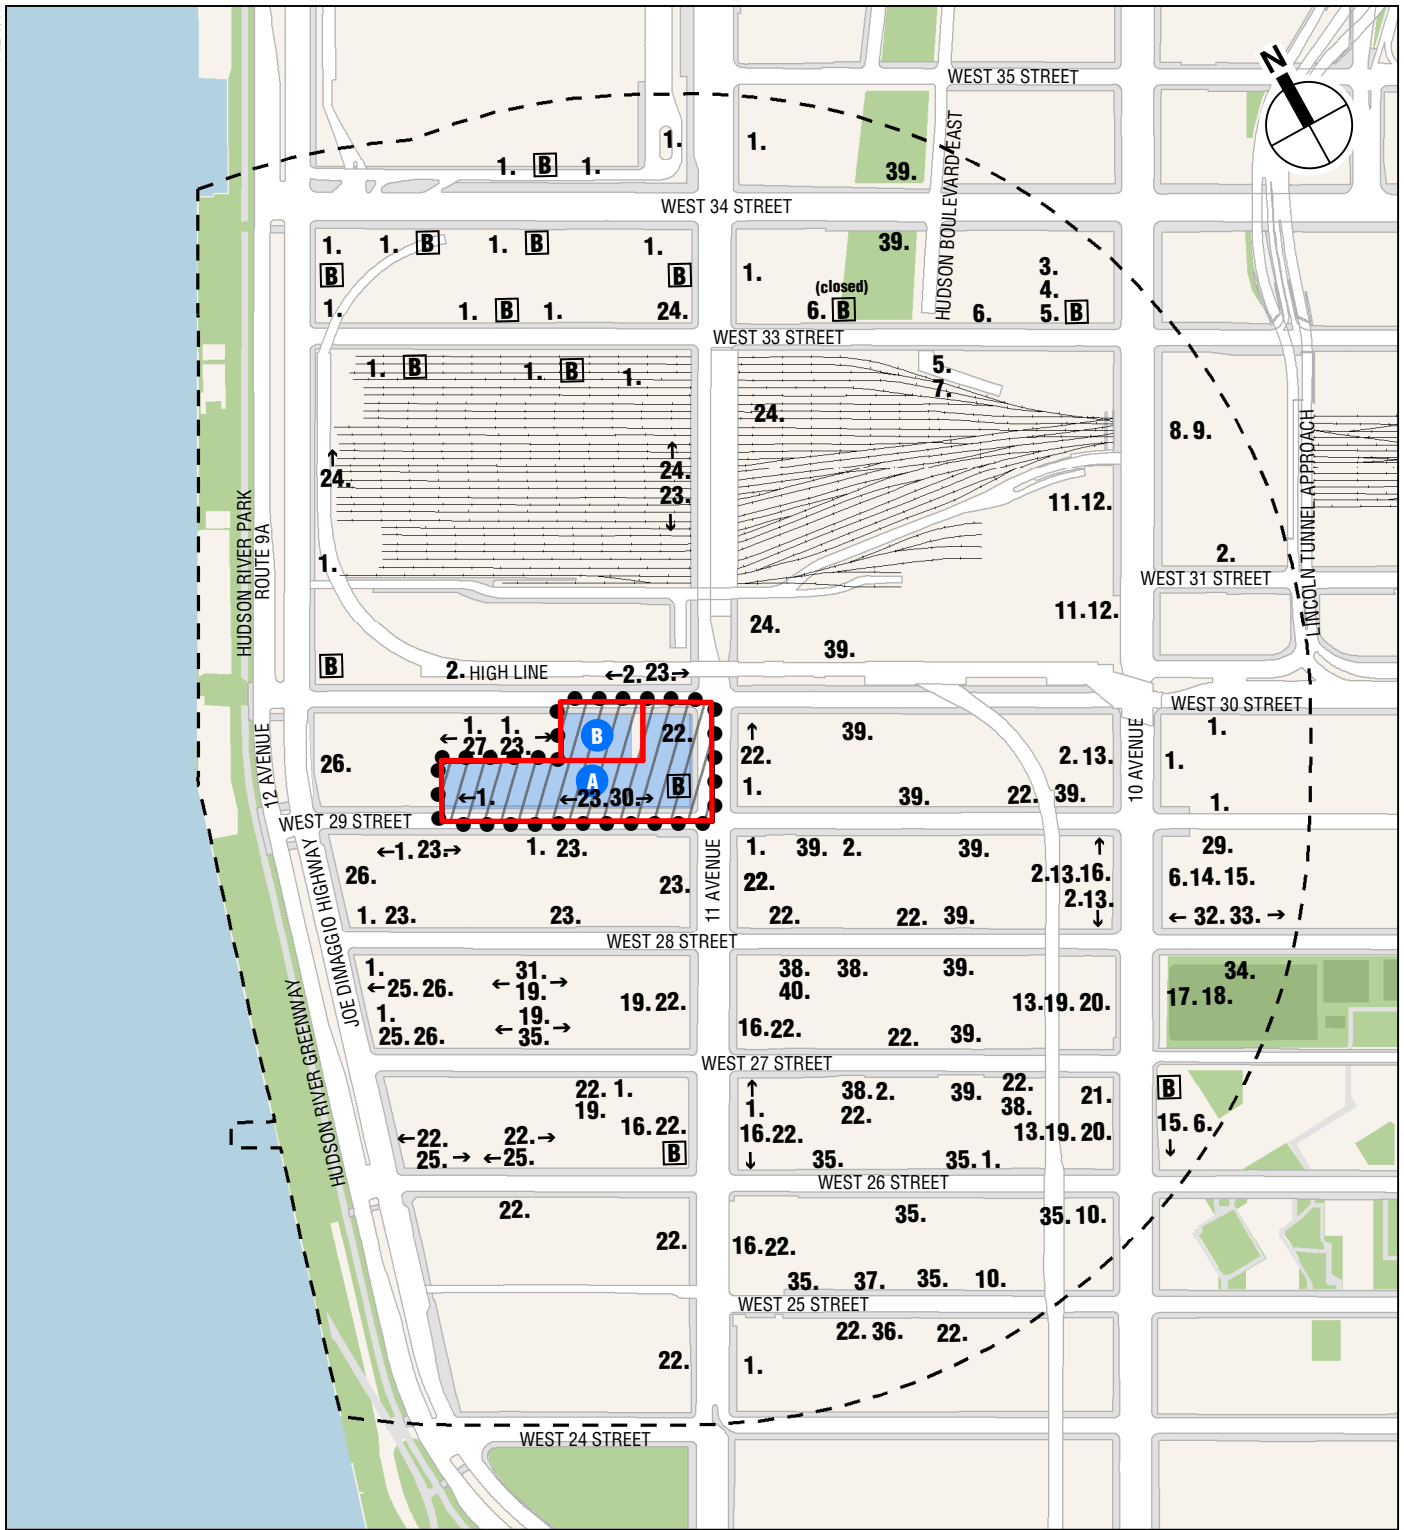 N
WEST 35 STREET
HUDSON BOULEVARD EAST
1.
1.
1. B 1.
39.
WEST 34 STREET
1. 1. B 1. B 1.
39.
B B
1.
3.
(closed)
4.
1. 1. B 1. 24.
6. B 6. 5. B
WEST 33 STREET
1. B 1. B 1.
5.
7.
24.
8. 9.
LINCOLN TUNNEL APPROACH
↑
24.
↑
24.
23.
↓
11. 12.
HUDSON RIVER PARK
ROUTE 9A
1.
2.
WEST 31 STREET
11. 12.
24.
39.
B
2. HIGH LINE
←2. 23.→
WEST 30 STREET
12 AVENUE
1. 1.
← 27. 23. →
B
22.
↑
22.
39.
2. 13.
10 AVENUE
1.
26.
1.
A
B
←1.
←23. 30.→
1.
39.
22. 39.
1.
WEST 29 STREET
JOE DIMAGGIO HIGHWAY
11 AVENUE
←1. 23.→
1. 23.
1. 39. 2.
39.
↑
29.
26.
23.
22.
2. 13. 16.
6. 14. 15.
2. 13.
↓
1. 23.
23.
22.
22. 39.
← 32. 33. →
WEST 28 STREET
HUDSON RIVER GREENWAY
1.
31.
← 19. →
38. 38.
39.
34.
←25. 26.
40.
17. 18.
19. 22.
13. 19. 20.
1.
19.
← 35. →
25. 26.
16. 22.
22. 39.
WEST 27 STREET
22. 1.
19.
↑
1.
38. 2.
22.
39.
22.
38.
21.
B
16. 22.
16. 22.
13. 19. 20.
15. 6.
↓
←22.
22.→
25. →
←25.
B
↓
35.
35. 1.
WEST 26 STREET
22.
35.
35. 10.
22.
16. 22.
35. 37. 35. 10.
WEST 25 STREET
22. 36. 22.
22.
1.
WEST 24 STREET